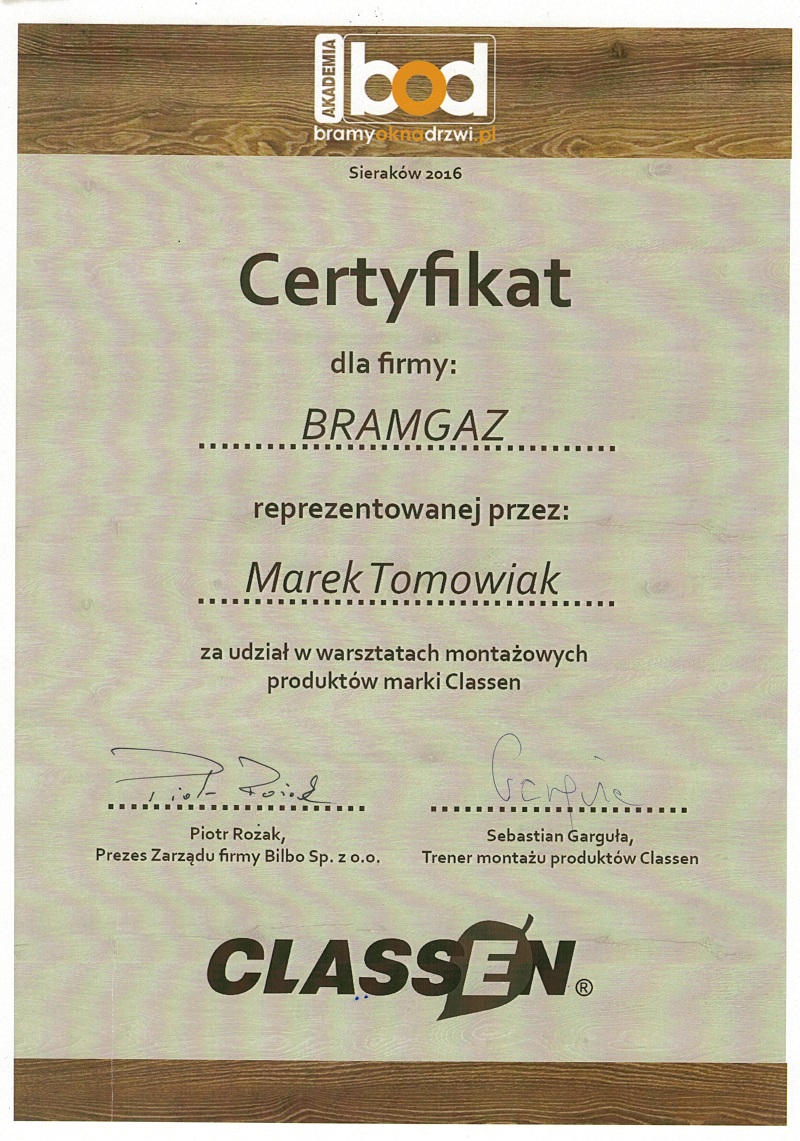 AKADEMIA
bod
bramyoknadrzwi.pl
Sieraków 2016
Certyfikat
dla firmy:
BRAMGAZ
reprezentowanej przez:
Marek Tomowiak
za udział w warsztatach montażowych
produktów marki Classen
Piotr Rożak
Gargula
Piotr Rożak,
Prezes Zarządu firmy Bilbo Sp. z o.o.
Sebastian Garguła,
Trener montażu produktów Classen
CLASSEN®